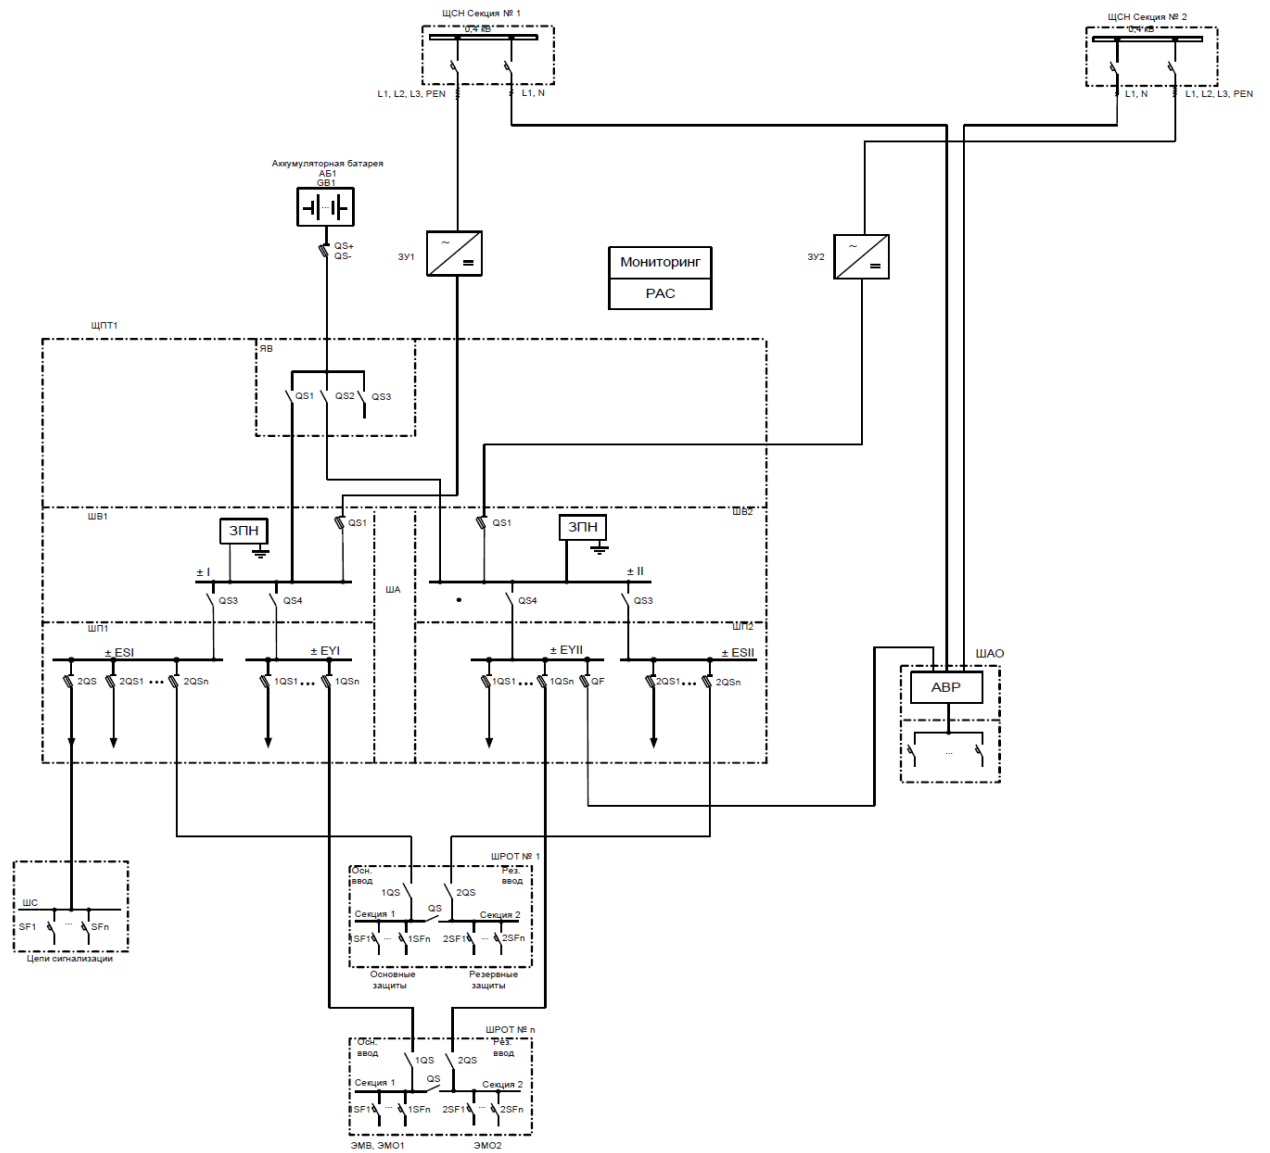 ЩСН Секция № 1
0,4 кВ
L1, L2, L3, PEN
L1, N
ЩСН Секция № 2
0,4 кВ
L1, N
L1, L2, L3, PEN
Аккумуляторная батарея
АБ1
GB1
...
QS+
QS-
ЗУ1
~
=
Мониторинг
РАС
ЗУ2
~
=
ЩПТ1
ЯВ
QS1
QS2
QS3
ШВ1
ЗПН
QS1
± I
QS3
QS4
ША
QS1
ЗПН
ШВ2
± II
QS4
QS3
ШП1
± ESI
± EYI
2QS
2QS1
...
2QSn
1QS1
...
1QSn
ШП2
± EYII
± ESII
1QS1
...
1QSn
QF
2QS1
...
2QSn
ШАО
АВР
...
ШС
SF1
...
SFn
Цепи сигнализации
ШРОТ № 1
Осн.
ввод
Рез.
ввод
1QS
2QS
QS
Секция 1
Секция 2
1SF1
...
1SFn
2SF1
...
2SFn
Основные
защиты
Резервные
защиты
ШРОТ № n
Осн.
ввод
Рез.
ввод
1QS
2QS
QS
Секция 1
Секция 2
1SF1
...
1SFn
2SF1
...
2SFn
ЭМВ, ЭМО1
ЭМО2